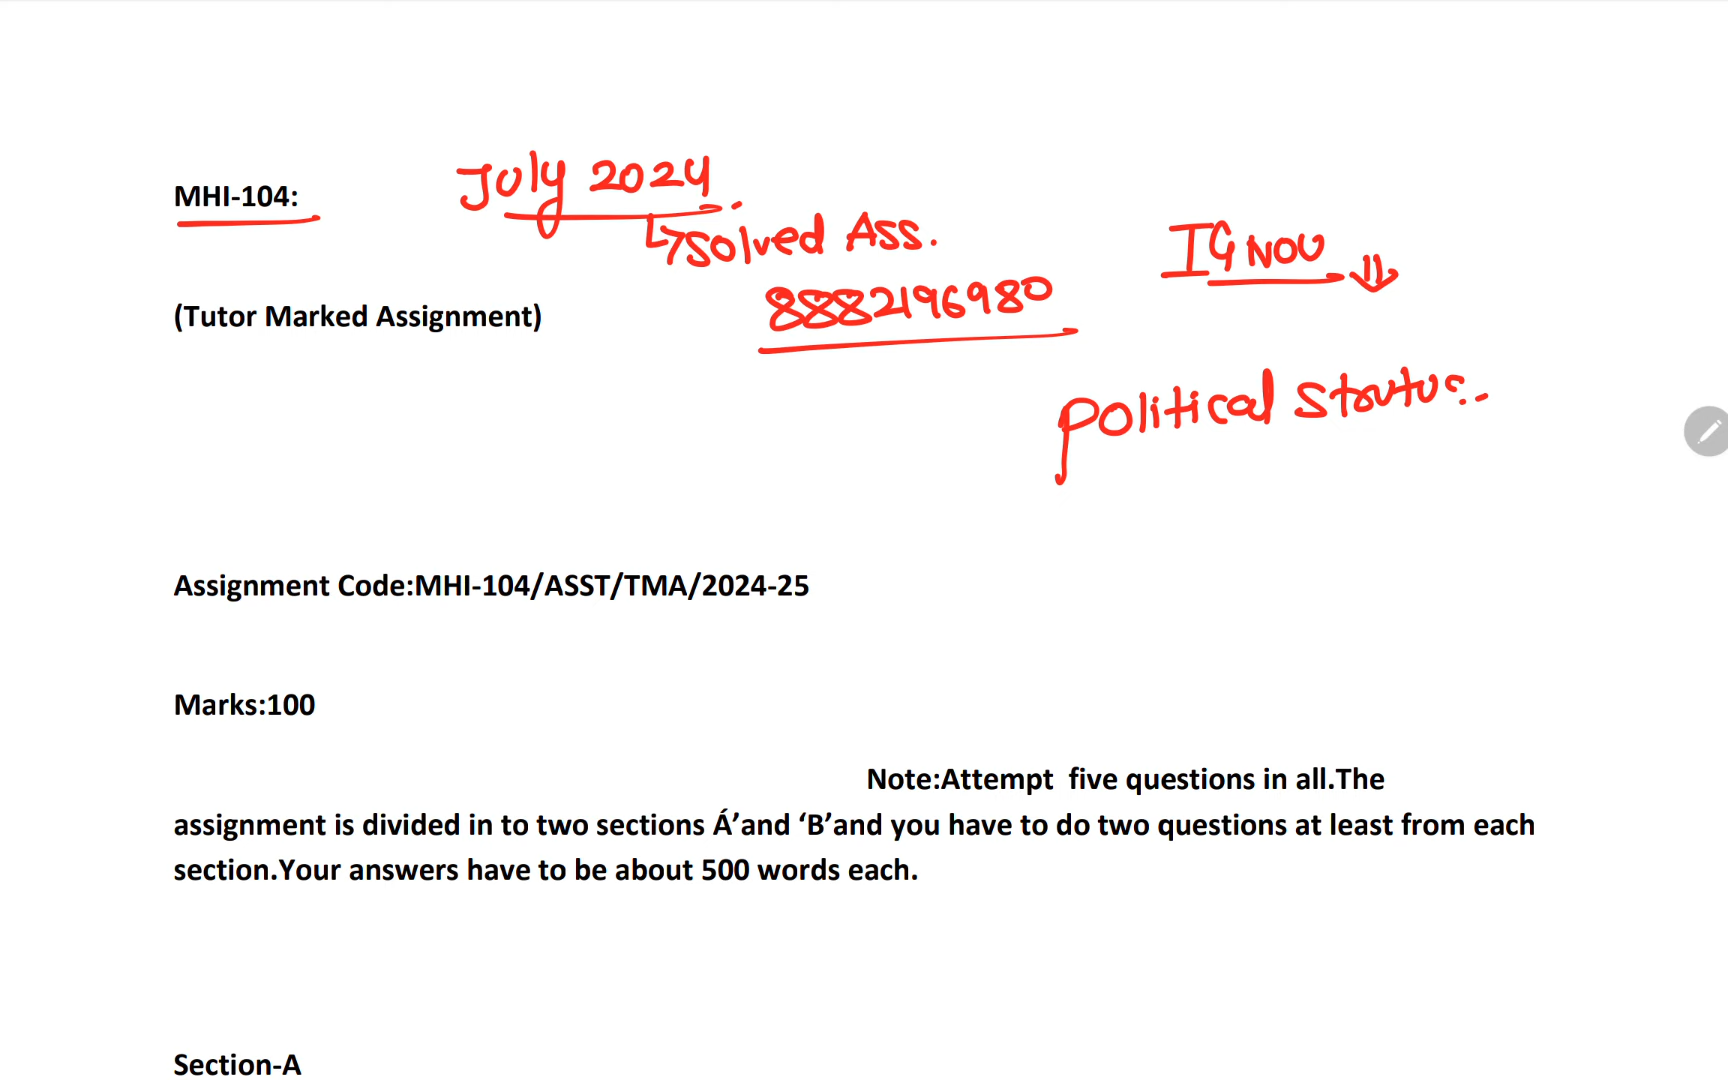 MHI-104:
July 2024.
↳Solved Ass.
8882196980
IGNOU
(Tutor Marked Assignment)
political
Assignment Code:MHI-104/ASST/TMA/2024-25
Marks:100
Note:Attempt  five questions in all.The
assignment is divided in to two sections Á’and ‘B’and you have to do two questions at least from each
section.Your answers have to be about 500 words each.
Section-A